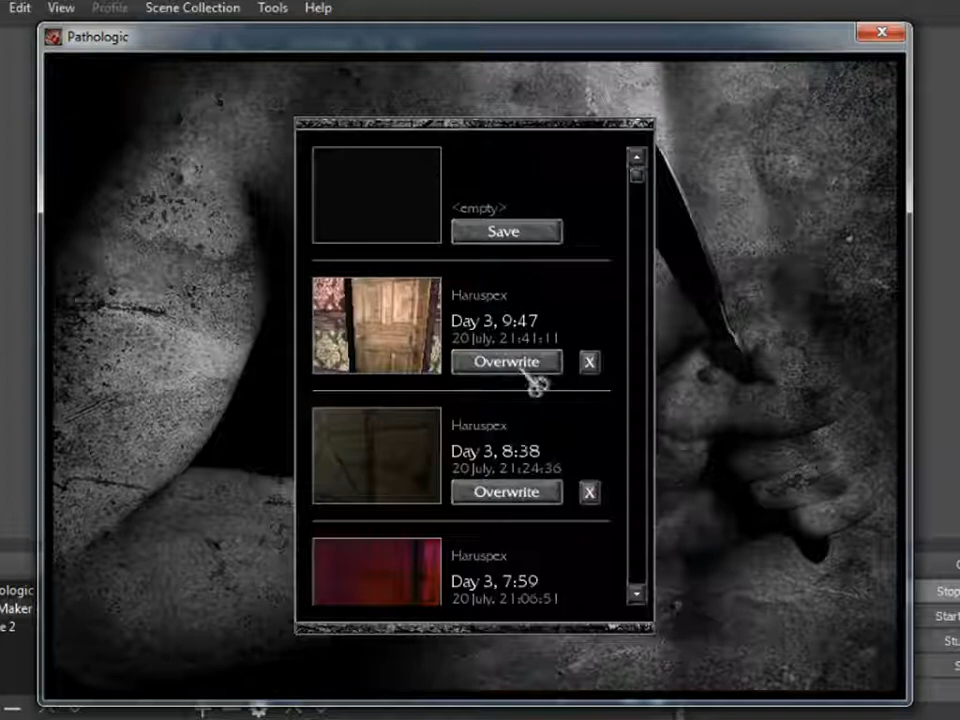 Edit View Profile Scene Collection Tools Help
Pathologic
<empty>
Save
Haruspex
Day 3, 9:47
20 July, 21:41:11
Overwrite X
Haruspex
Day 3, 8:38
20 July, 21:24:36
Overwrite X
Haruspex
Day 3, 7:59
20 July, 21:06:51
ologic
Maker
e 2
Stop
Start
Stu
S